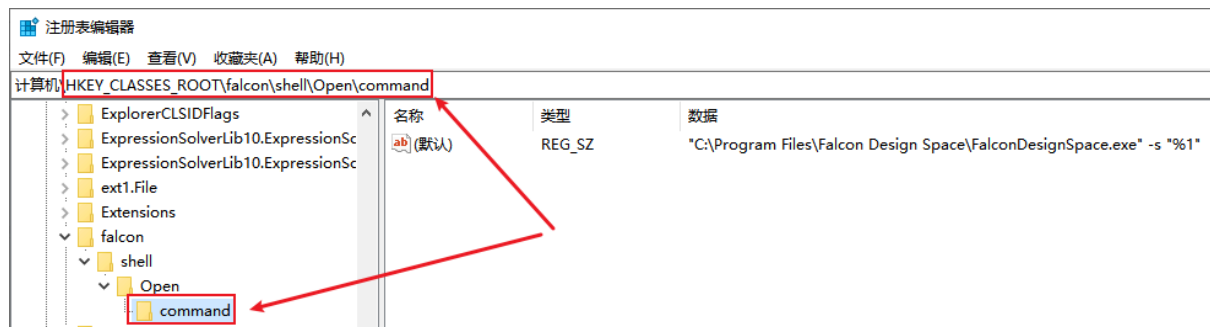 注册表编辑器
文件(F) 编辑(E) 查看(V) 收藏夹(A) 帮助(H)
计算机\HKEY_CLASSES_ROOT\falcon\shell\Open\command
ExplorerCLSIDFlags
ExpressionSolverLib10.ExpressionSc
ExpressionSolverLib10.ExpressionSc
ext1.File
Extensions
falcon
shell
Open
command
名称 类型 数据
ab (默认) REG_SZ "C:\Program Files\Falcon Design Space\FalconDesignSpace.exe" -s "%1"